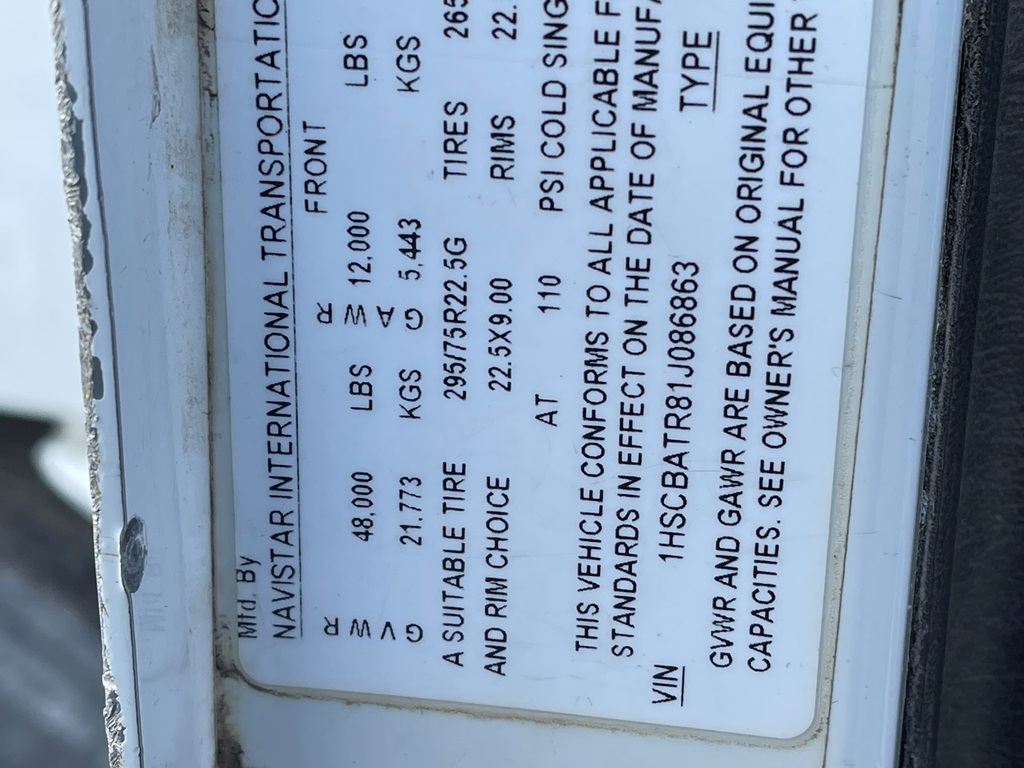 Mfd. By
NAVISTAR INTERNATIONAL TRANSPORTATIO
FRONT
G V W R 48,000 LBS G A W R 12,000 LBS
21,773 KGS 5,443 KGS
A SUITABLE TIRE 295/75R22.5G TIRES 265
AND RIM CHOICE 22.5X9.00 RIMS 22.
AT 110 PSI COLD SING
THIS VEHICLE CONFORMS TO ALL APPLICABLE F
STANDARDS IN EFFECT ON THE DATE OF MANUFA
VIN 1HSCBATR81J086863 TYPE
GVWR AND GAWR ARE BASED ON ORIGINAL EQUI
CAPACITIES. SEE OWNER'S MANUAL FOR OTHER